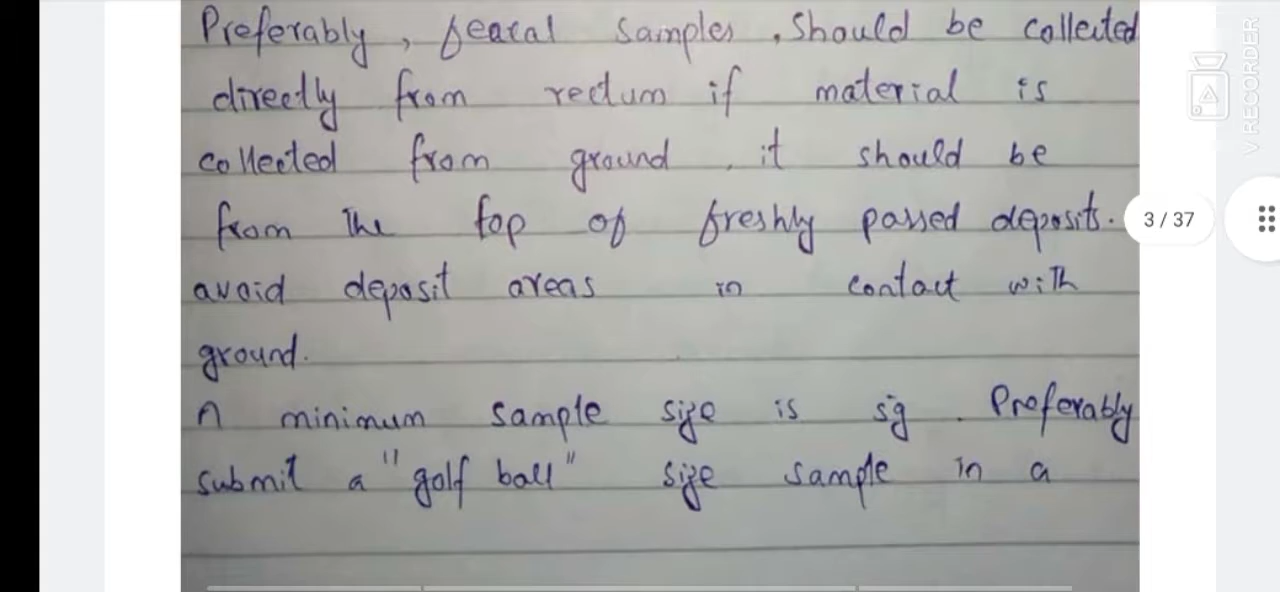 Preferably, feacal samples, should be collected
directly from rectum if material is
collected from ground, it should be
from the top of freshly passed deposits.
avoid deposit areas in contact with
ground.
A minimum sample size is 5g. Preferably
submit a "golf ball" size sample in a
3 / 37
V RECORDER